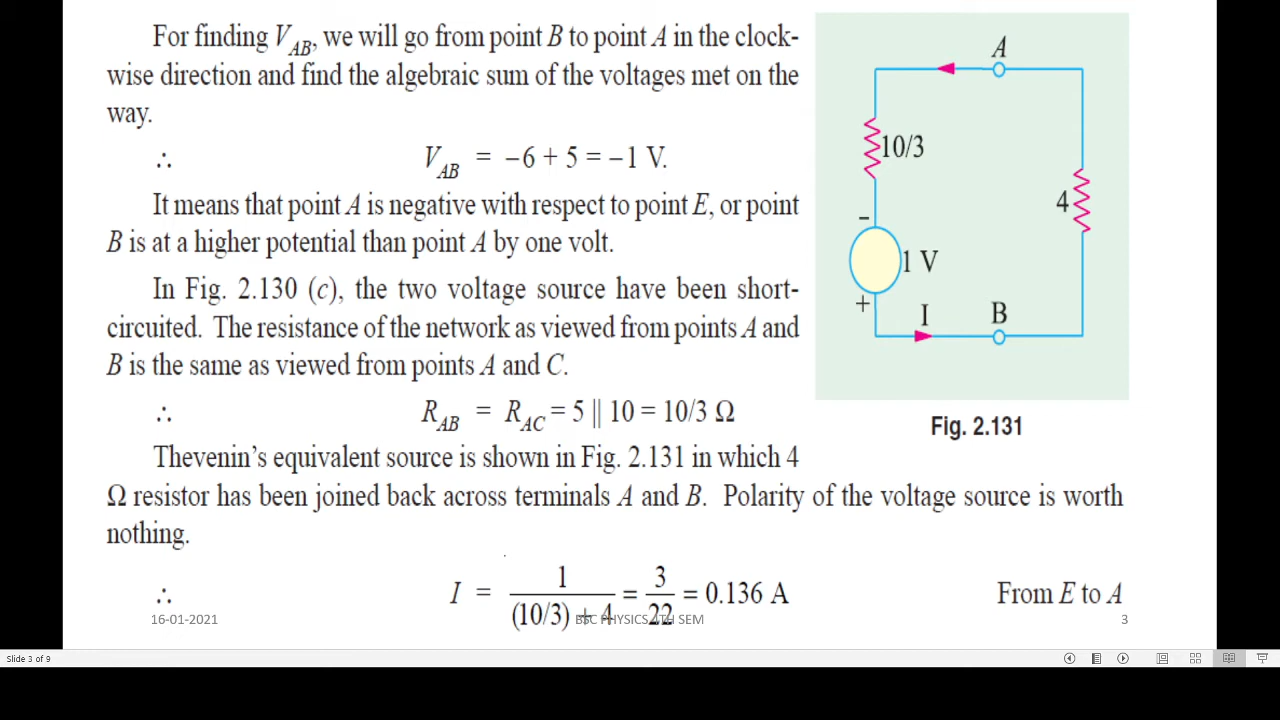 For finding V_AB, we will go from point B to point A in the clock-
wise direction and find the algebraic sum of the voltages met on the
way.
∴ V_AB = –6 + 5 = –1 V.
It means that point A is negative with respect to point E, or point
B is at a higher potential than point A by one volt.
In Fig. 2.130 (c), the two voltage source have been short-
circuited. The resistance of the network as viewed from points A and
B is the same as viewed from points A and C.
∴ R_AB = R_AC = 5 || 10 = 10/3 Ω
Thevenin's equivalent source is shown in Fig. 2.131 in which 4
Ω resistor has been joined back across terminals A and B. Polarity of the voltage source is worth
nothing.
∴ I = 1/((10/3) + 4) = 3/22 = 0.136 A From E to A
A
10/3
4
-
1 V
+
I
B
Fig. 2.131
16-01-2021
BSC PHYSICS 4TH SEM
3
Slide 3 of 9